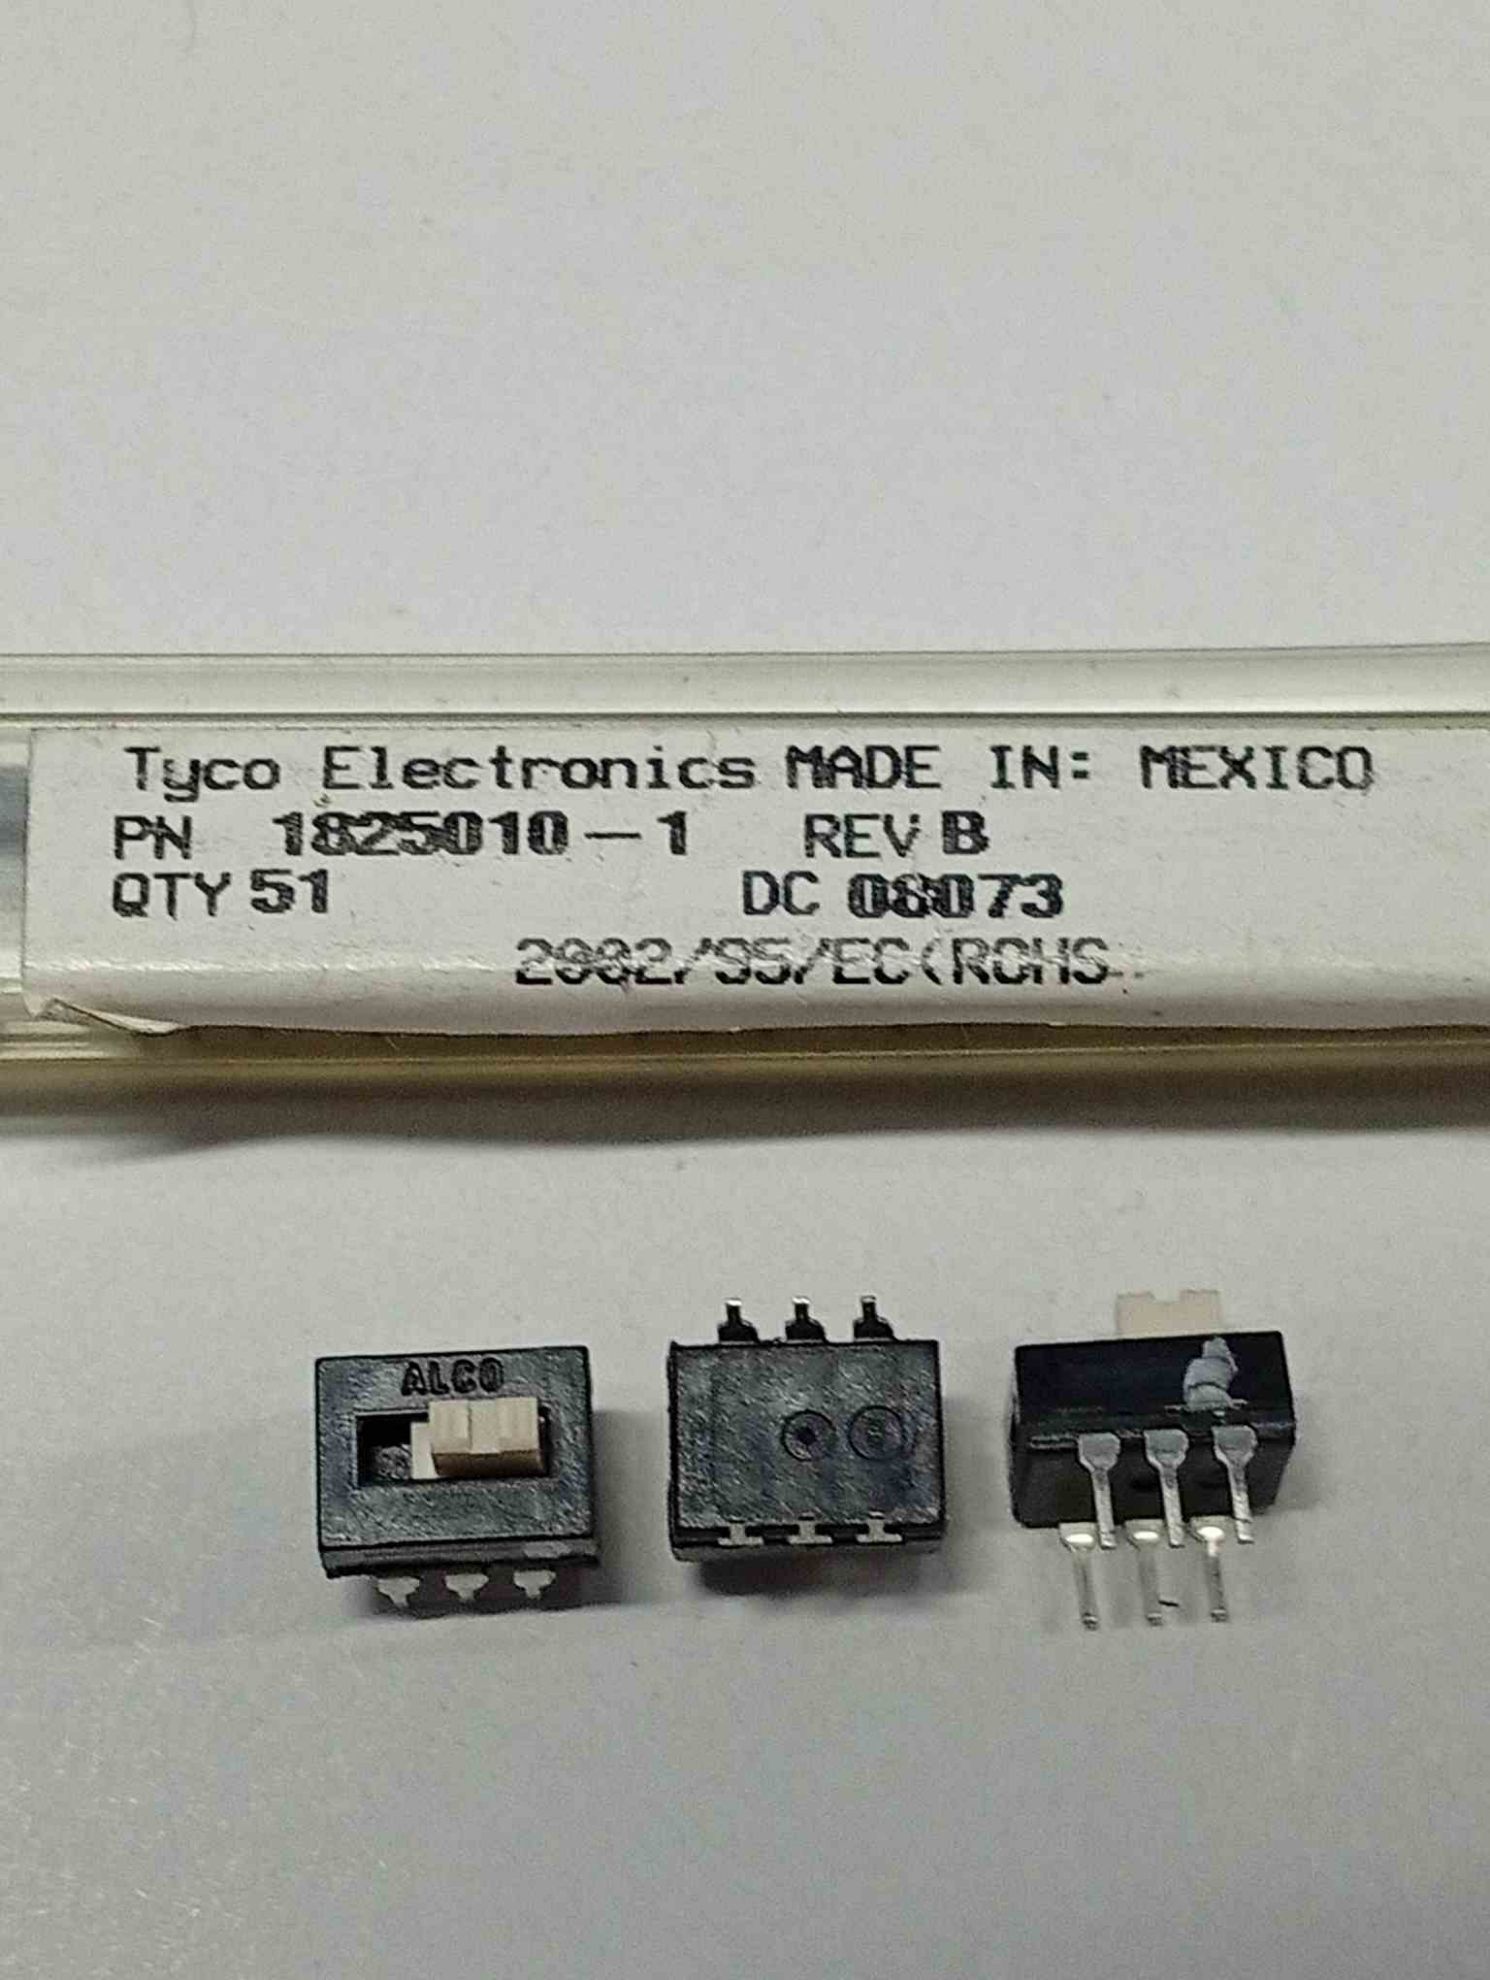 Tyco Electronics MADE IN: MEXICO
PN 1825010-1 REV B
QTY 51 DC 08073
2002/95/EC(ROHS
ALCO